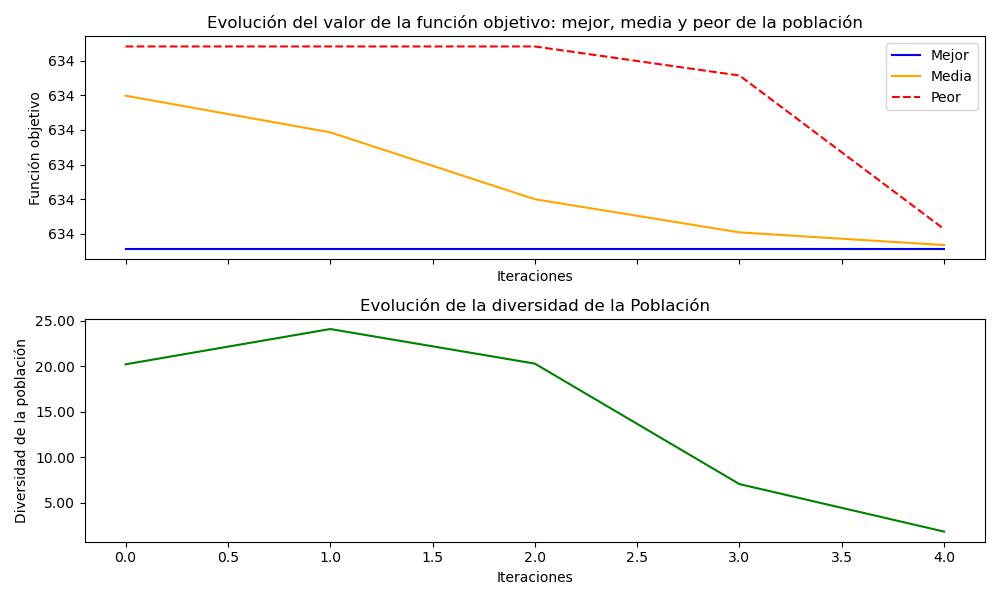 Evolución del valor de la función objetivo: mejor, media y peor de la población
Función objetivo
634
634
634
634
634
634
Mejor
Media
Peor
Iteraciones
Evolución de la diversidad de la Población
Diversidad de la población
25.00
20.00
15.00
10.00
5.00
0.0 0.5 1.0 1.5 2.0 2.5 3.0 3.5 4.0
Iteraciones